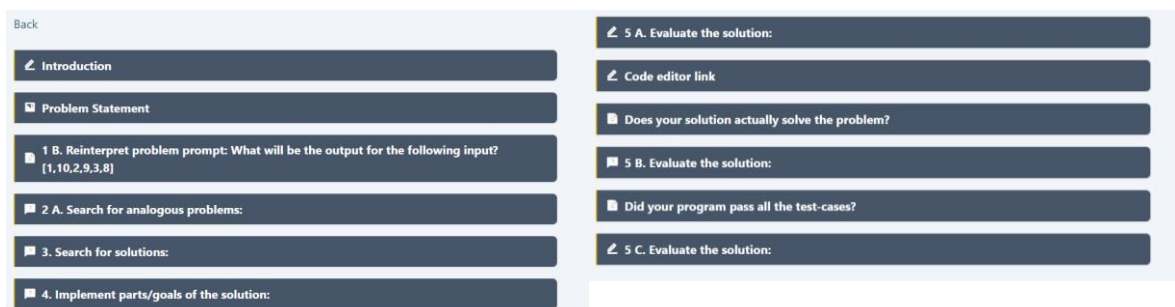 Back
Introduction
Problem Statement
1 B. Reinterpret problem prompt: What will be the output for the following input?
[1,10,2,9,3,8]
2 A. Search for analogous problems:
3. Search for solutions:
4. Implement parts/goals of the solution:
5 A. Evaluate the solution:
Code editor link
Does your solution actually solve the problem?
5 B. Evaluate the solution:
Did your program pass all the test-cases?
5 C. Evaluate the solution: